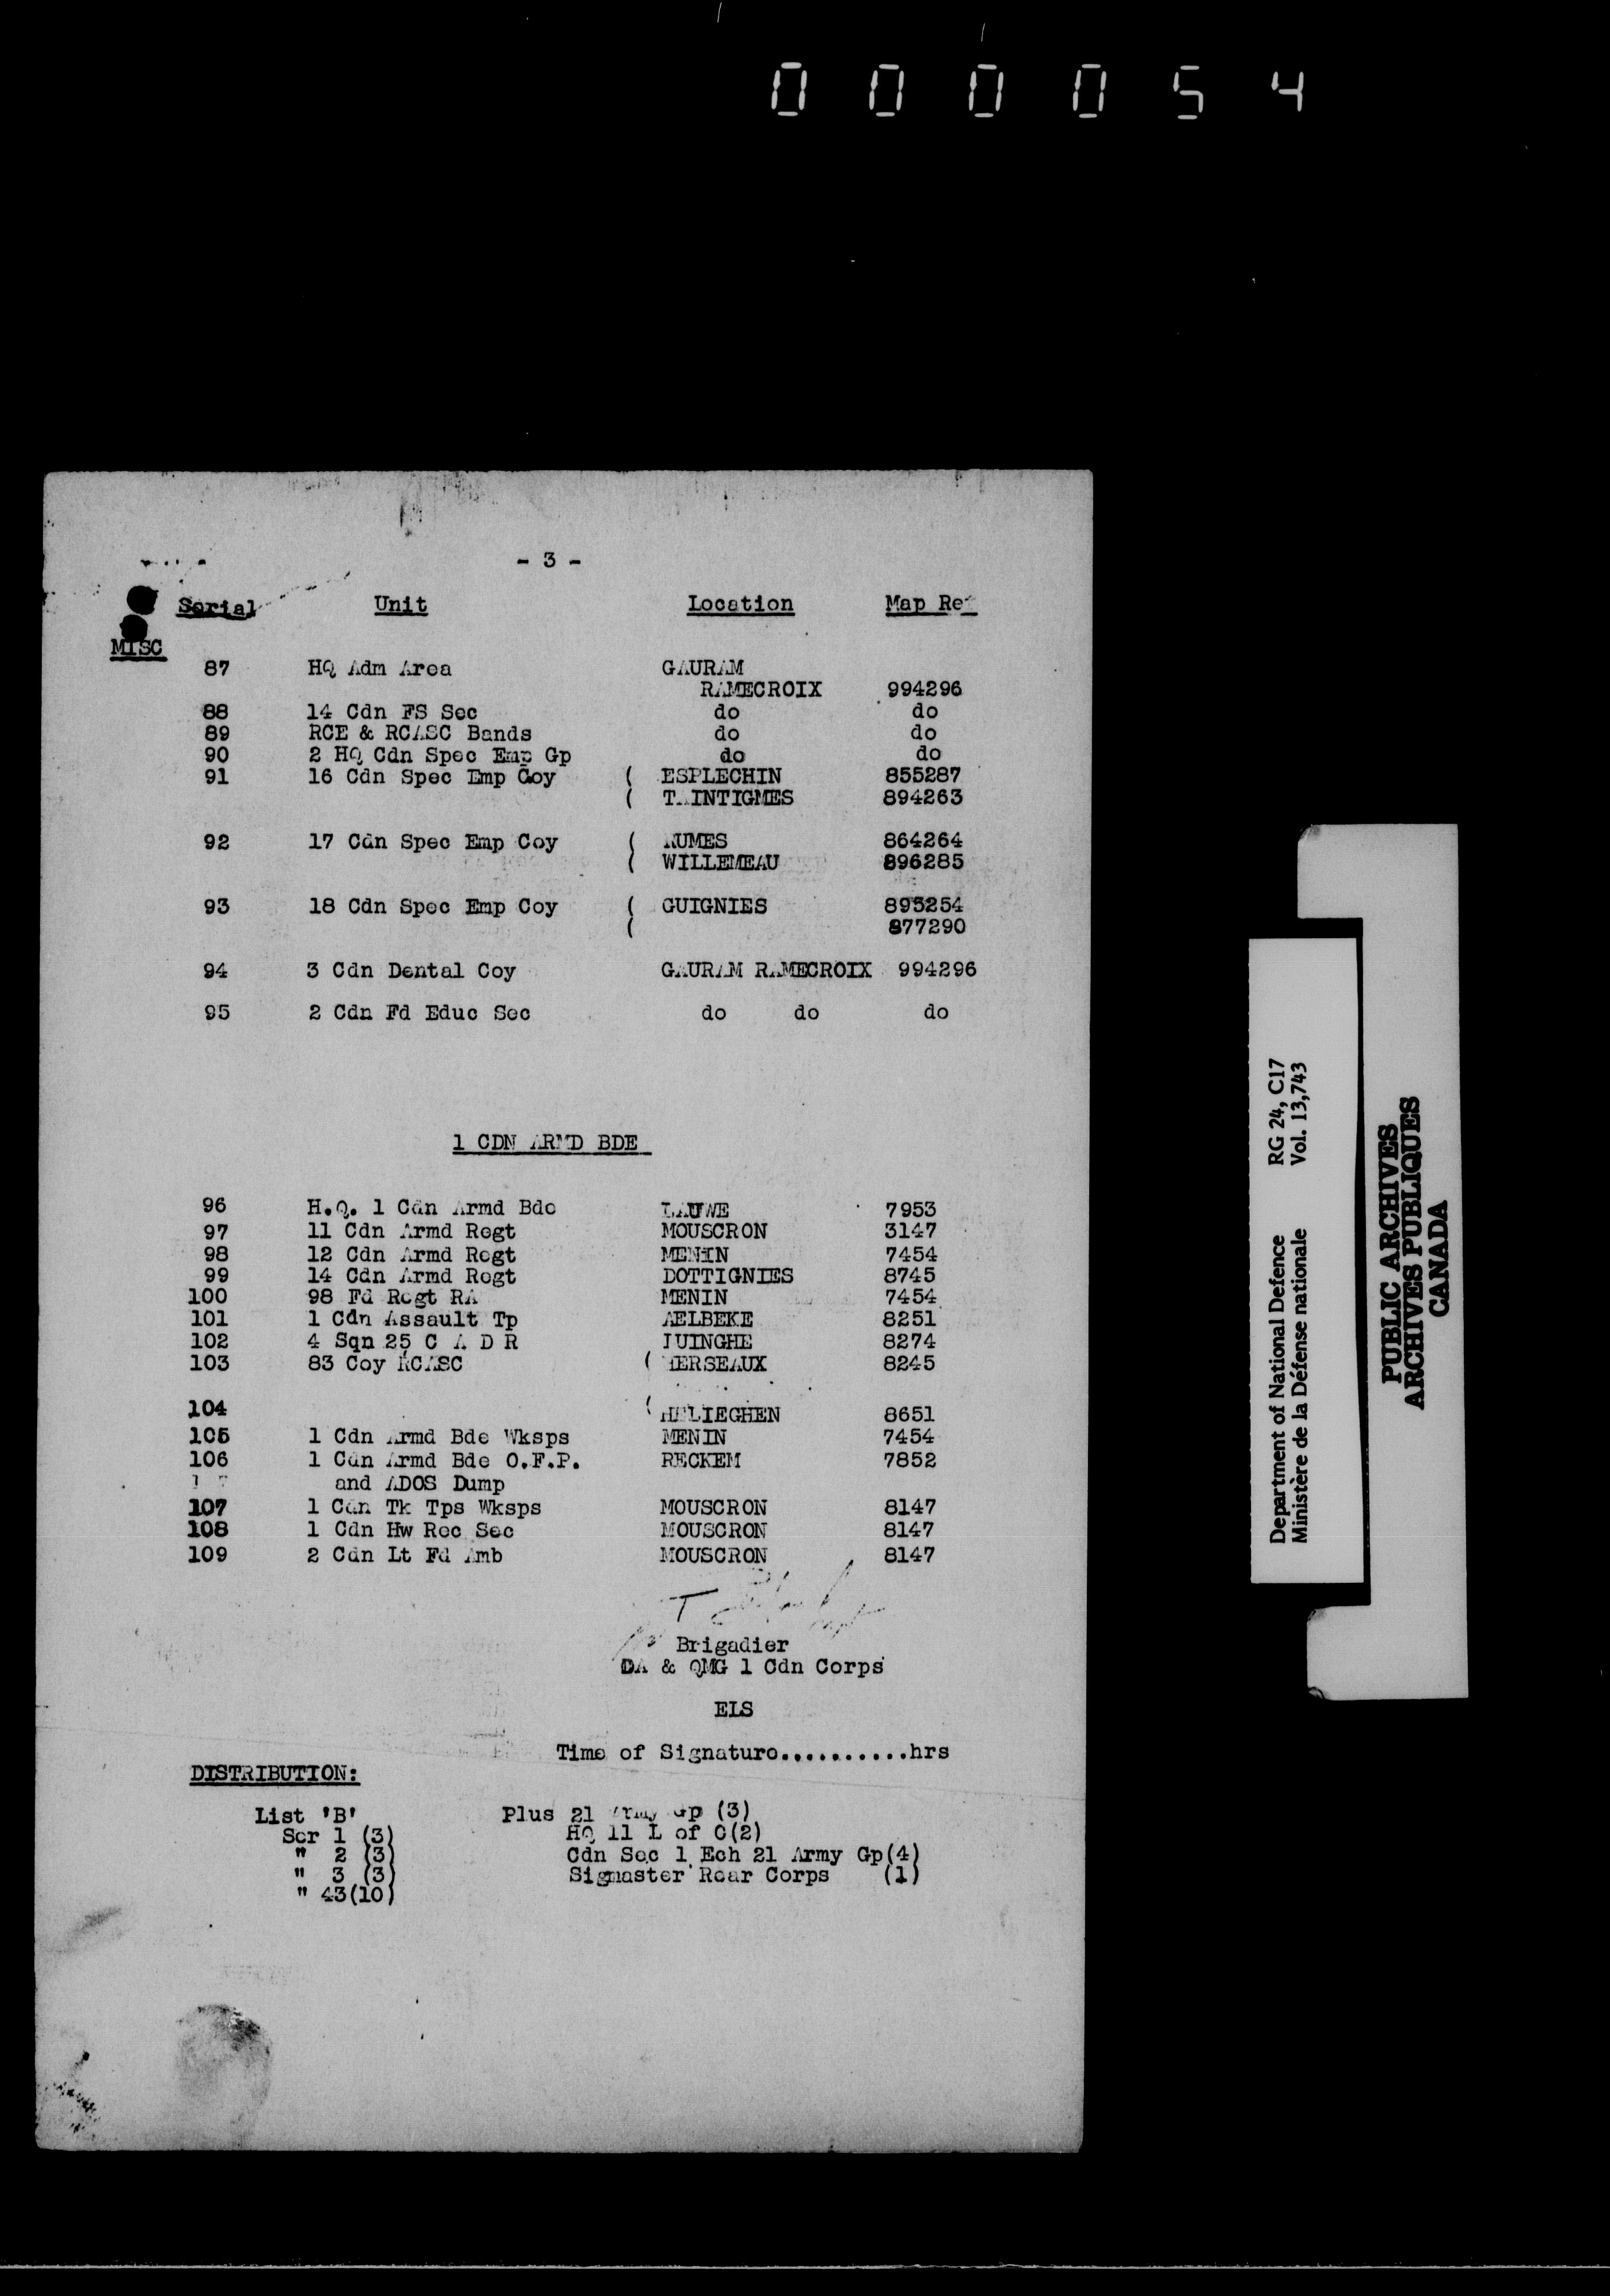 000054
- 3 -
Serial Unit Location Map Ref
MISC
87 HQ Adm Area GAURAM
RAMECROIX 994296
88 14 Cdn FS Sec do do
89 RCE & RCASC Bands do do
90 2 HQ Cdn Spec Emp Gp do do
91 16 Cdn Spec Emp Coy ( ESPLECHIN 855287
( TAINTIGMES 894263
92 17 Cdn Spec Emp Coy ( RUMES 864264
( WILLEMEAU 896285
93 18 Cdn Spec Emp Coy ( GUIGNIES 895254
( 877290
94 3 Cdn Dental Coy GAURAM RAMECROIX 994296
95 2 Cdn Fd Educ Sec do do do
1 CDN ARMD BDE
96 H.Q. 1 Cdn Armd Bde LAUWE 7953
97 11 Cdn Armd Regt MOUSCRON 3147
98 12 Cdn Armd Regt MENIN 7454
99 14 Cdn Armd Regt DOTTIGNIES 8745
100 98 Fd Regt RA MENIN 7454
101 1 Cdn Assault Tp AELBEKE 8251
102 4 Sqn 25 C A D R 8274
103 83 Coy RCASC ( HERSEAUX 8245
104 ( 8651
105 1 Cdn Armd Bde Wksps MENIN 7454
106 1 Cdn Armd Bde O.F.P. RECKEM 7852
and ADOS Dump
107 1 Cdn Tk Tps Wksps MOUSCRON 8147
108 1 Cdn Hw Rec Sec MOUSCRON 8147
109 2 Cdn Lt Fd Amb MOUSCRON 8147
Brigadier
DA & QMG 1 Cdn Corps
ELS
Time of Signature..........hrs
DISTRIBUTION:
List 'B' Plus 21 Army Gp (3)
Ser 1 (3) HQ 11 L of C(2)
" 2 (3) Cdn Sec 1 Ech 21 Army Gp(4)
" 3 (3) Sigmaster Rear Corps (1)
" 43(10)
Department of National Defence RG 24, C17
Ministère de la Défense nationale Vol. 13,743
PUBLIC ARCHIVES
ARCHIVES PUBLIQUES
CANADA